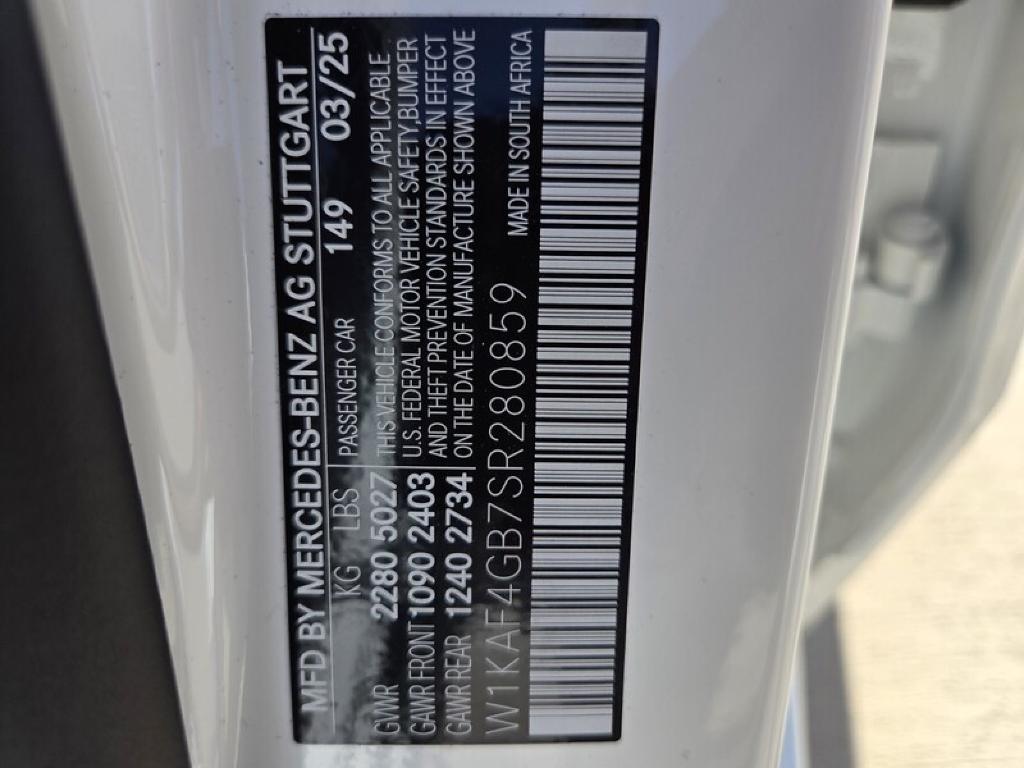 MFD BY MERCEDES-BENZ AG STUTTGART
KG LBS PASSENGER CAR 149 03/25
GVWR 2280 5027 THIS VEHICLE CONFORMS TO ALL APPLICABLE
GAWR FRONT 1090 2403 U.S. FEDERAL MOTOR VEHICLE SAFETY,BUMPER
GAWR REAR 1240 2734 AND THEFT PREVENTION STANDARDS IN EFFECT
ON THE DATE OF MANUFACTURE SHOWN ABOVE
W1KAF4GB7SR280859 MADE IN SOUTH AFRICA